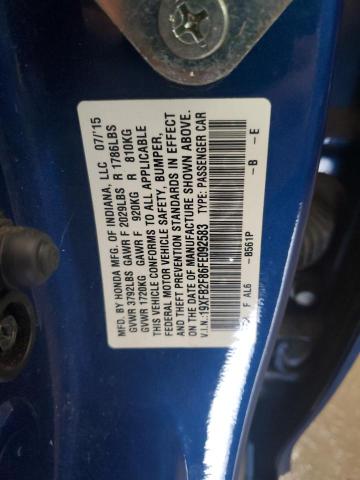 MFD. BY HONDA MFG. OF INDIANA, LLC 07/'15
GVWR 3792LBS GAWR F 2029LBS R 1786LBS
GVWR 1720KG GAWR F 920KG R 810KG
THIS VEHICLE CONFORMS TO ALL APPLICABLE
FEDERAL MOTOR VEHICLE SAFETY, BUMPER,
AND THEFT PREVENTION STANDARDS IN EFFECT
ON THE DATE OF MANUFACTURE SHOWN ABOVE.
V.I.N.:19XFB2F86FE092583 TYPE: PASSENGER CAR
F AL6 -B561P -B -E